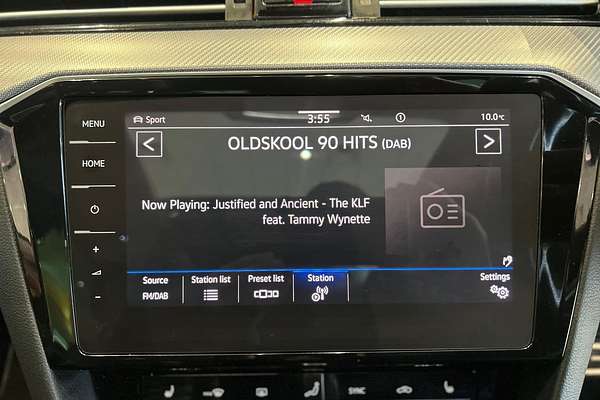 MENU
HOME
+
-
Sport
3:55
10.0°C
< OLDSKOOL 90 HITS (DAB) >
Now Playing: Justified and Ancient - The KLF
feat. Tammy Wynette
Source
FM/DAB
Station list
Preset list
Station
Settings
SYNC